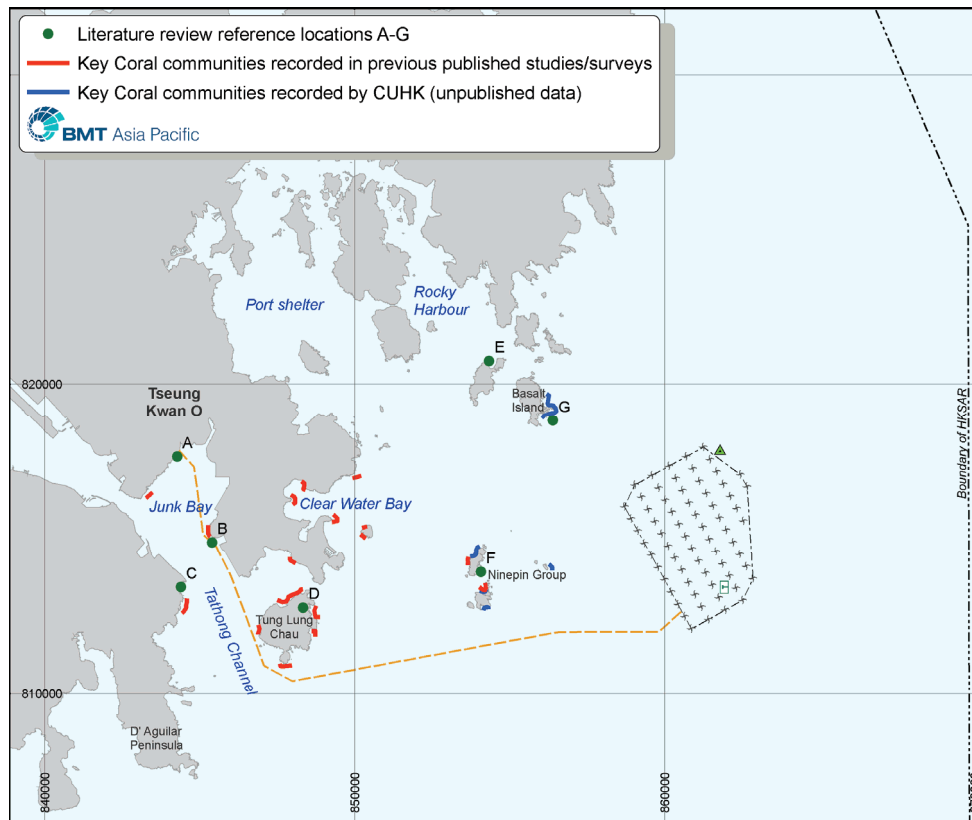 Literature review reference locations A-G
Key Coral communities recorded in previous published studies/surveys
Key Coral communities recorded by CUHK (unpublished data)
BMT Asia Pacific
Port shelter
Rocky
Harbour
E
820000
Tseung
Kwan O
Basalt
Island
G
A
Junk Bay
Clear Water Bay
B
F
Ninepin Group
C
D
Tung Lung
Chau
Tathong Channel
810000
D' Aguilar
Peninsula
840000
850000
860000
Boundary of HKSAR